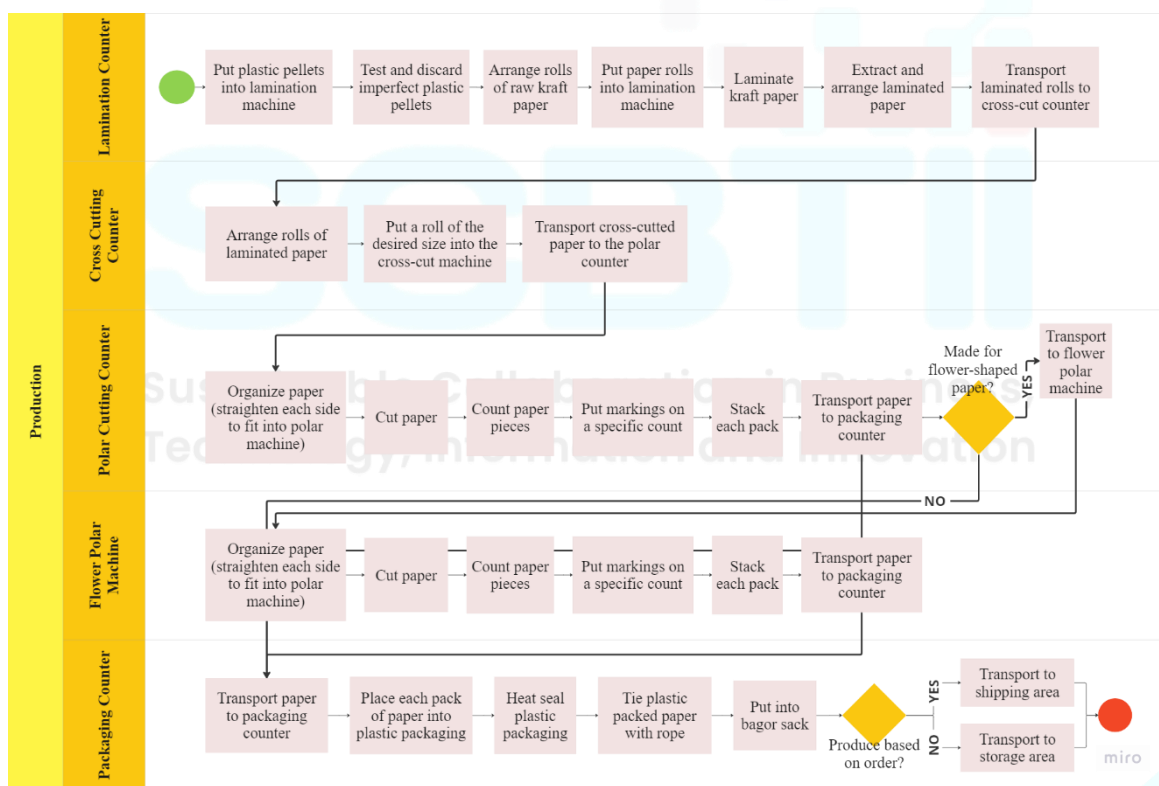 Production
Lamination Counter
Put plastic pellets
into lamination
machine
Test and discard
imperfect plastic
pellets
Arrange rolls
of raw kraft
paper
Put paper rolls
into lamination
machine
Laminate
kraft paper
Extract and
arrange laminated
paper
Transport
laminated rolls to
cross-cut counter
Cross Cutting
Counter
Arrange rolls of
laminated paper
Put a roll of the
desired size into the
cross-cut machine
Transport cross-cutted
paper to the polar
counter
Polar Cutting Counter
Organize paper
(straighten each side
to fit into polar
machine)
Cut paper
Count paper
pieces
Put markings on
a specific count
Stack
each pack
Transport paper
to packaging
counter
Made for
flower-shaped
paper?
YES
NO
Transport
to flower
polar
machine
Flower Polar
Machine
Organize paper
(straighten each side
to fit into polar
machine)
Cut paper
Count paper
pieces
Put markings on
a specific count
Stack
each pack
Transport paper
to packaging
counter
Packaging Counter
Transport paper
to packaging
counter
Place each pack
of paper into
plastic packaging
Heat seal
plastic
packaging
Tie plastic
packed paper
with rope
Put into
bagor sack
Produce based
on order?
YES
NO
Transport to
shipping area
Transport to
storage area
miro